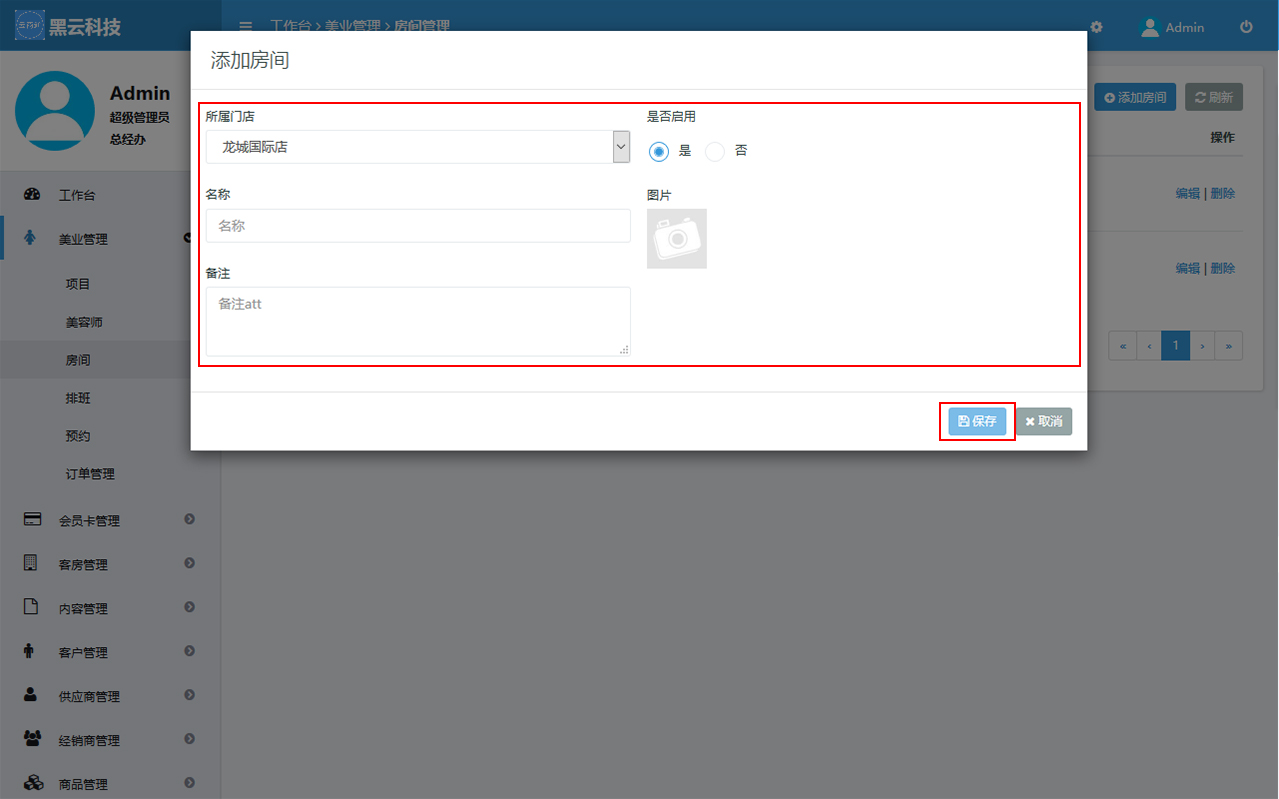 黑云科技
工作台 › 美业管理 › 房间管理
Admin
Admin
超级管理员
总经办
工作台
美业管理
项目
美容师
房间
排班
预约
订单管理
会员卡管理
客房管理
内容管理
客户管理
供应商管理
经销商管理
商品管理
添加房间
所属门店
龙城国际店
是否启用
是 否
名称
名称
图片
备注
备注att
保存 取消
添加房间 刷新
操作
编辑 | 删除
编辑 | 删除
« ‹ 1 › »